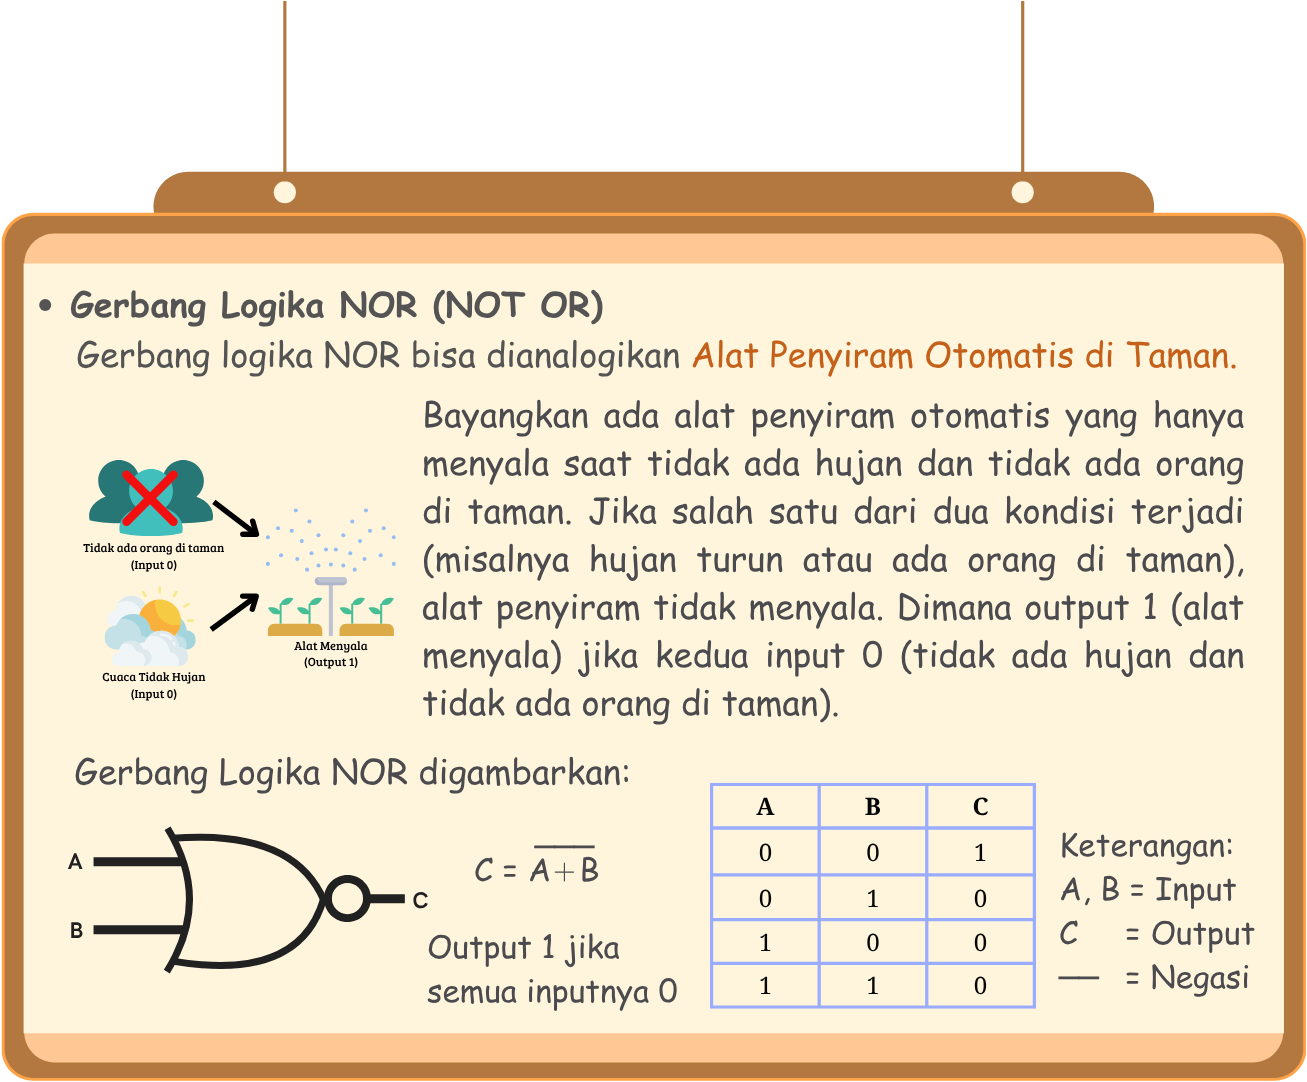 • Gerbang Logika NOR (NOT OR)
Gerbang logika NOR bisa dianalogikan Alat Penyiram Otomatis di Taman.
Bayangkan ada alat penyiram otomatis yang hanya
menyala saat tidak ada hujan dan tidak ada orang
di taman. Jika salah satu dari dua kondisi terjadi
(misalnya hujan turun atau ada orang di taman),
alat penyiram tidak menyala. Dimana output 1 (alat
menyala) jika kedua input 0 (tidak ada hujan dan
tidak ada orang di taman).
Tidak ada orang di taman
(Input 0)
Cuaca Tidak Hujan
(Input 0)
Alat Menyala
(Output 1)
Gerbang Logika NOR digambarkan:
A
B
C
C = A̅ ̅+̅ ̅B̅
Output 1 jika
semua inputnya 0
A B C
0 0 1
0 1 0
1 0 0
1 1 0
Keterangan:
A, B = Input
C = Output
— = Negasi